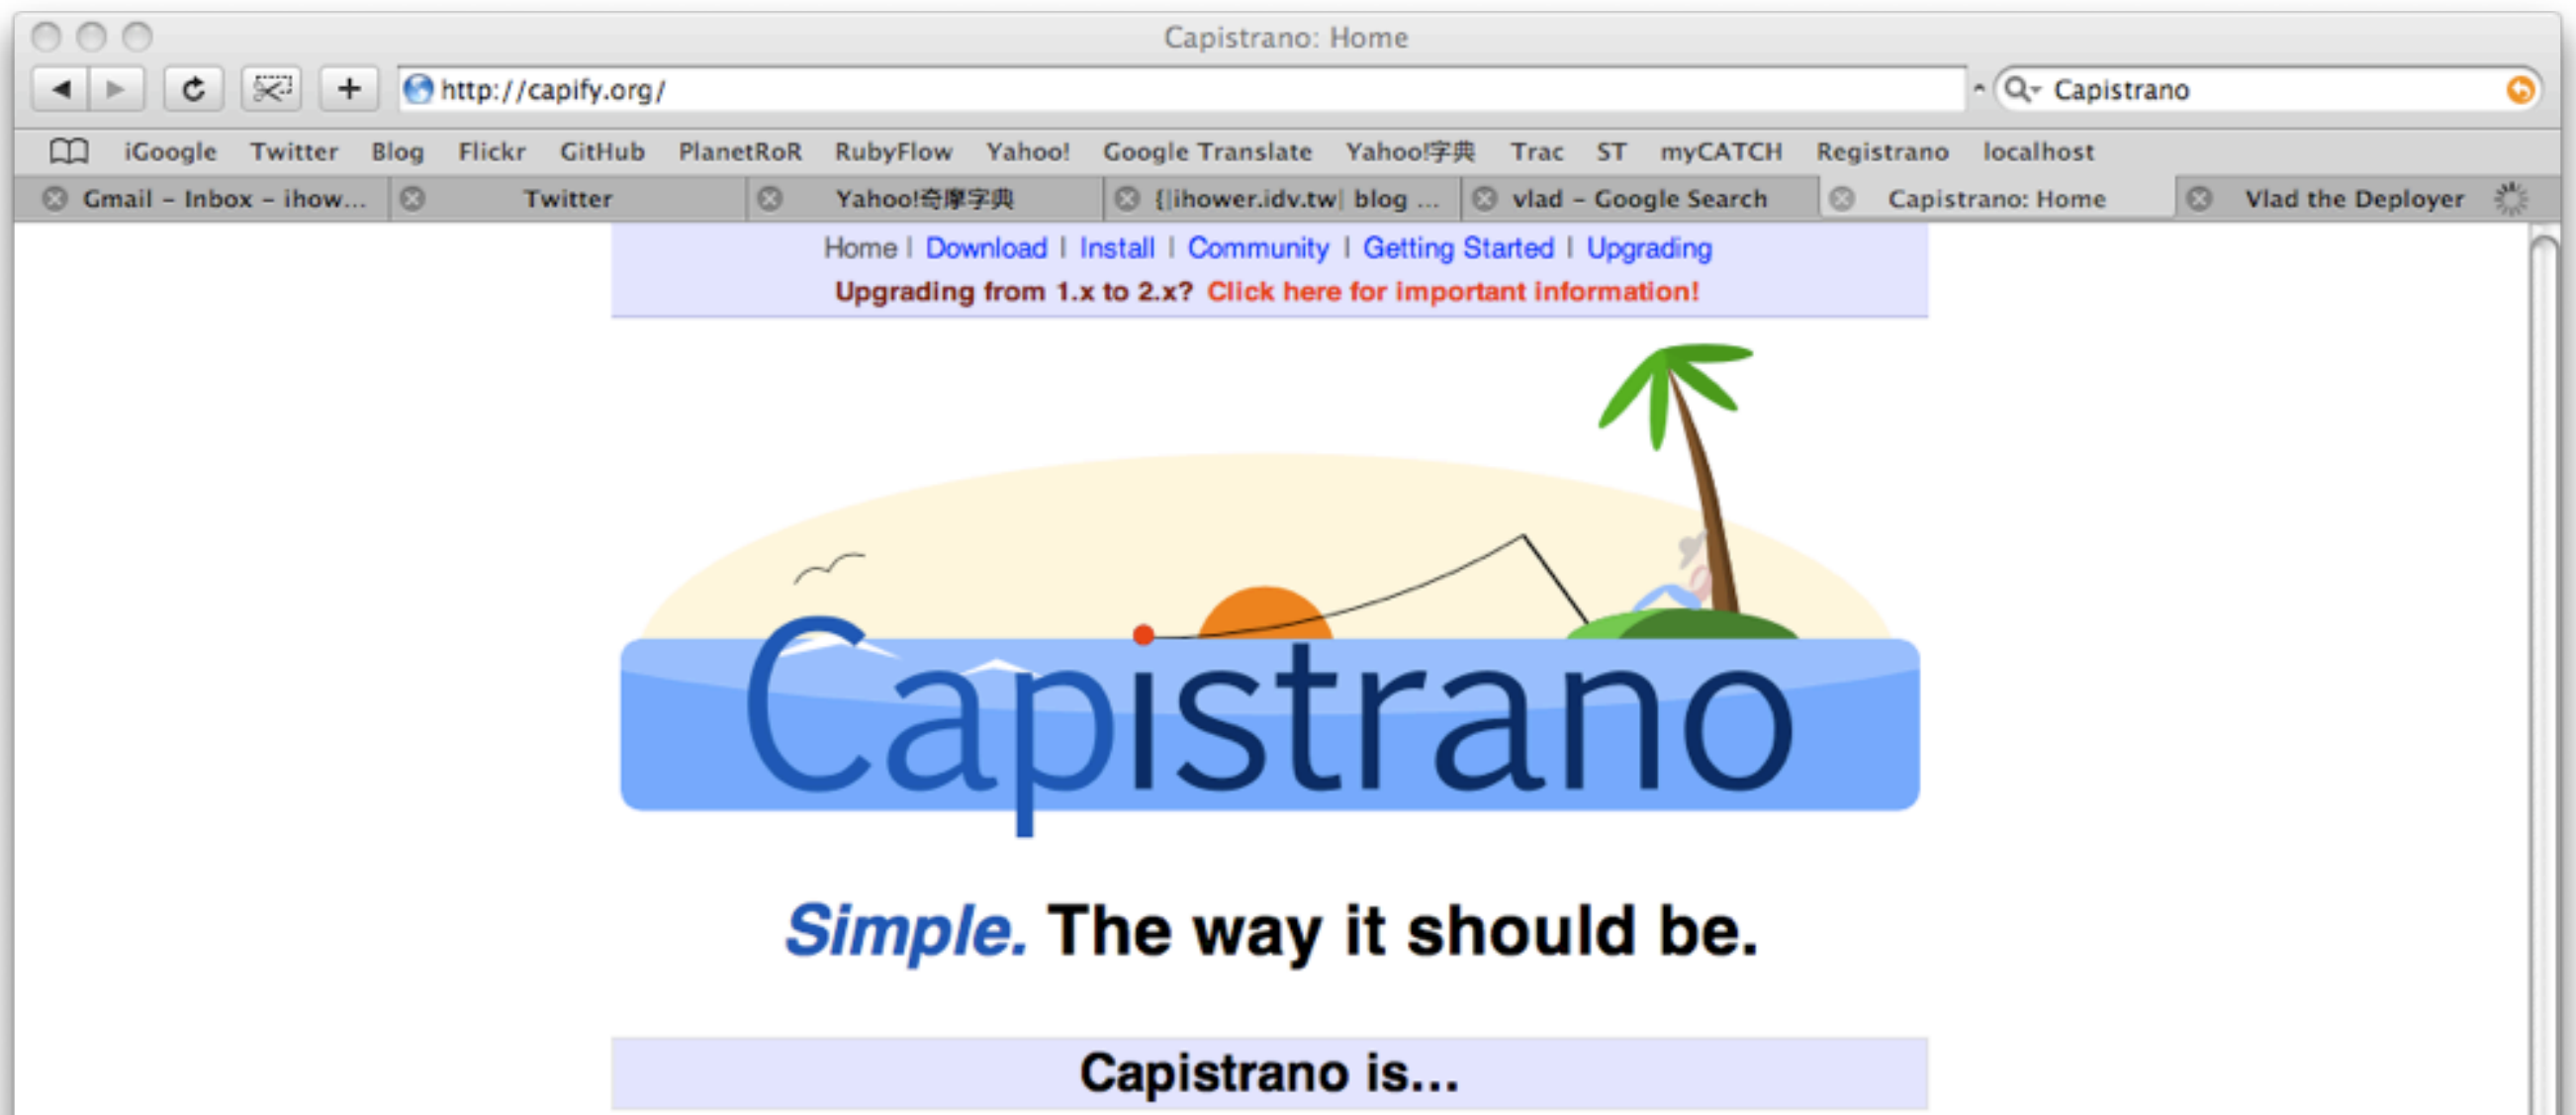 Capistrano: Home
http://capify.org/ Capistrano
iGoogle Twitter Blog Flickr GitHub PlanetRoR RubyFlow Yahoo! Google Translate Yahoo!字典 Trac ST myCATCH Registrano localhost
Gmail – Inbox – ihow... Twitter Yahoo!奇摩字典 {|ihower.idv.tw| blog ... vlad – Google Search Capistrano: Home Vlad the Deployer
Home | Download | Install | Community | Getting Started | Upgrading
Upgrading from 1.x to 2.x? Click here for important information!
Capistrano
Simple. The way it should be.
Capistrano is...